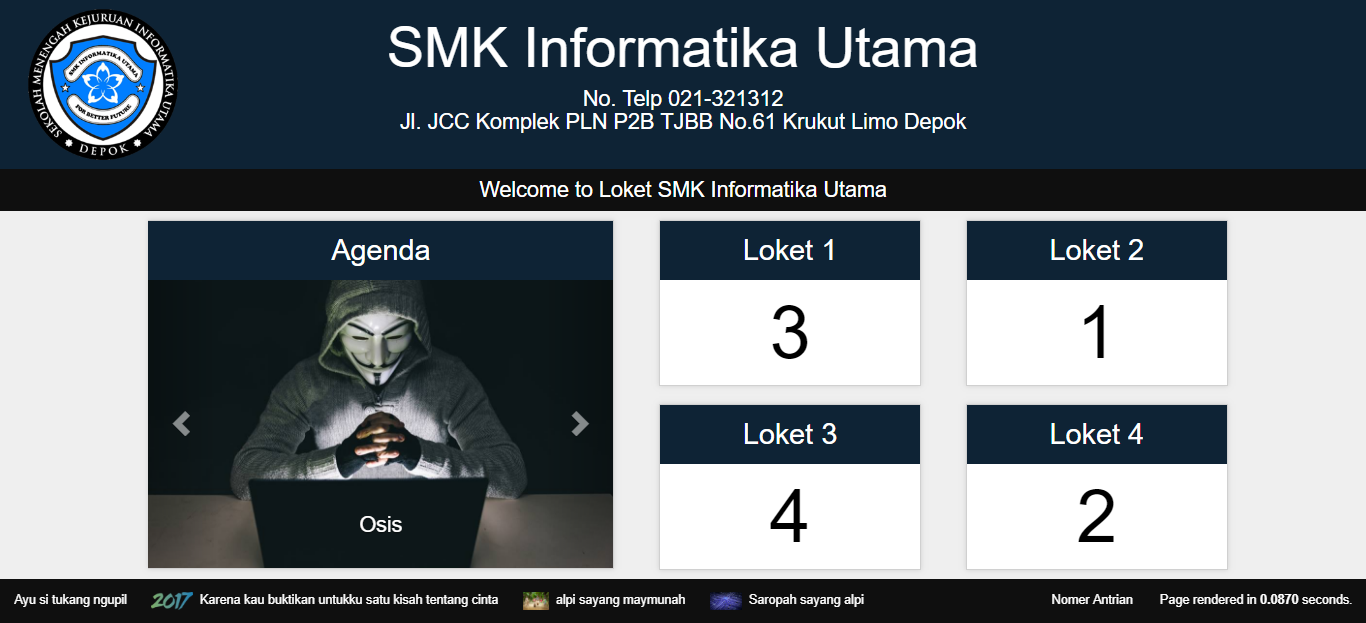 SEKOLAH MENENGAH KEJURUAN INFORMATIKA UTAMA
SMK INFORMATIKA UTAMA
FOR BETTER FUTURE
DEPOK
SMK Informatika Utama
No. Telp 021-321312
Jl. JCC Komplek PLN P2B TJBB No.61 Krukut Limo Depok
Welcome to Loket SMK Informatika Utama
Agenda
Osis
Loket 1
3
Loket 2
1
Loket 3
4
Loket 4
2
Ayu si tukang ngupil 2017 Karena kau buktikan untukku satu kisah tentang cinta alpi sayang maymunah Saropah sayang alpi Nomer Antrian Page rendered in 0.0870 seconds.